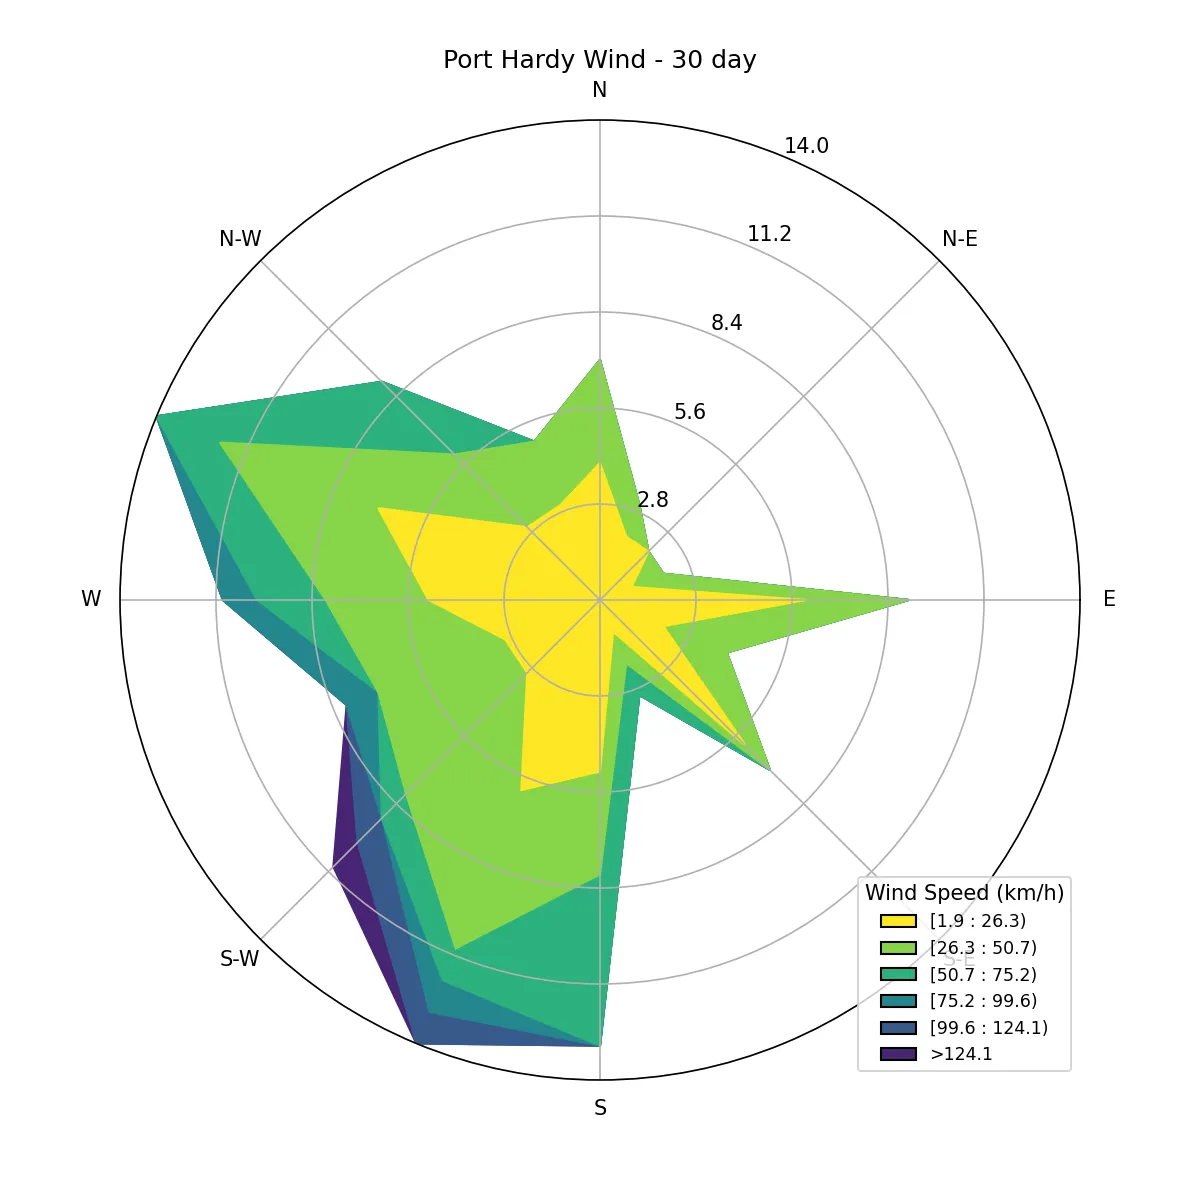 Port Hardy Wind - 30 day
N
14.0
N-W
11.2
N-E
8.4
5.6
2.8
W
E
Wind Speed (km/h)
[1.9 : 26.3)
[26.3 : 50.7)
S-W
S-E
[50.7 : 75.2)
[75.2 : 99.6)
[99.6 : 124.1)
>124.1
S